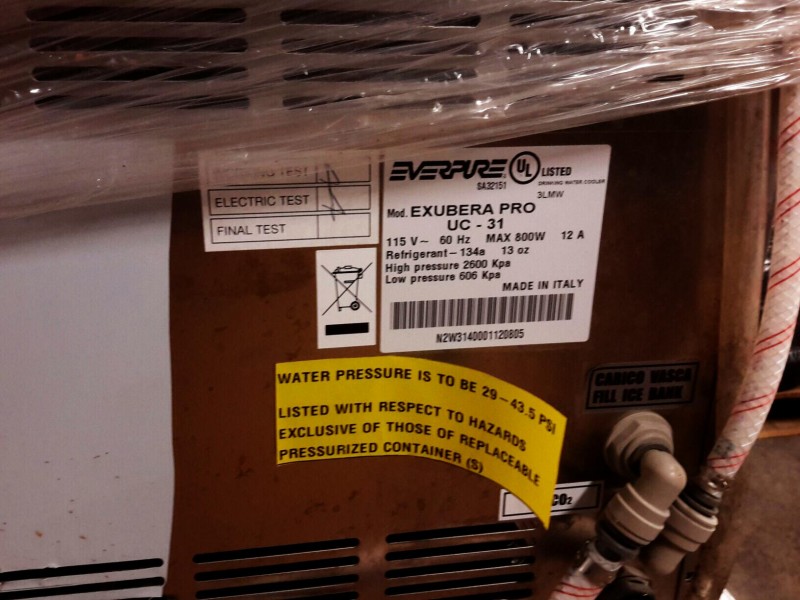 ELECTRIC TEST
FINAL TEST
EVERPURE
UL
LISTED
DRINKING WATER COOLER
SA32151
3LMW
Mod. EXUBERA PRO
UC - 31
115 V~ 60 Hz MAX 800W 12 A
Refrigerant - 134a 13 oz
High pressure 2600 Kpa
Low pressure 606 Kpa
MADE IN ITALY
N2W3140001120805
WATER PRESSURE IS TO BE 29-43.5 PSI
LISTED WITH RESPECT TO HAZARDS
EXCLUSIVE OF THOSE OF REPLACEABLE
PRESSURIZED CONTAINER (S)
CARICO VASCA
FILL ICE BANK
CO2